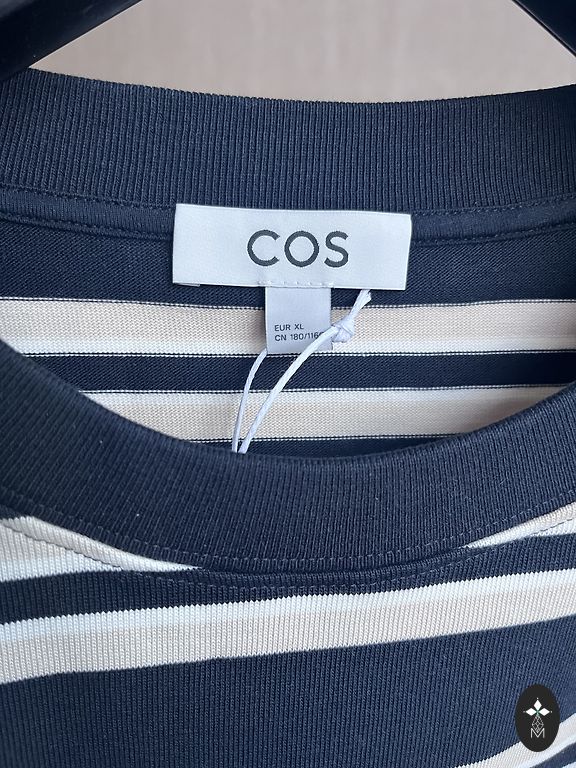 COS
EUR XL
CN 180/116
M